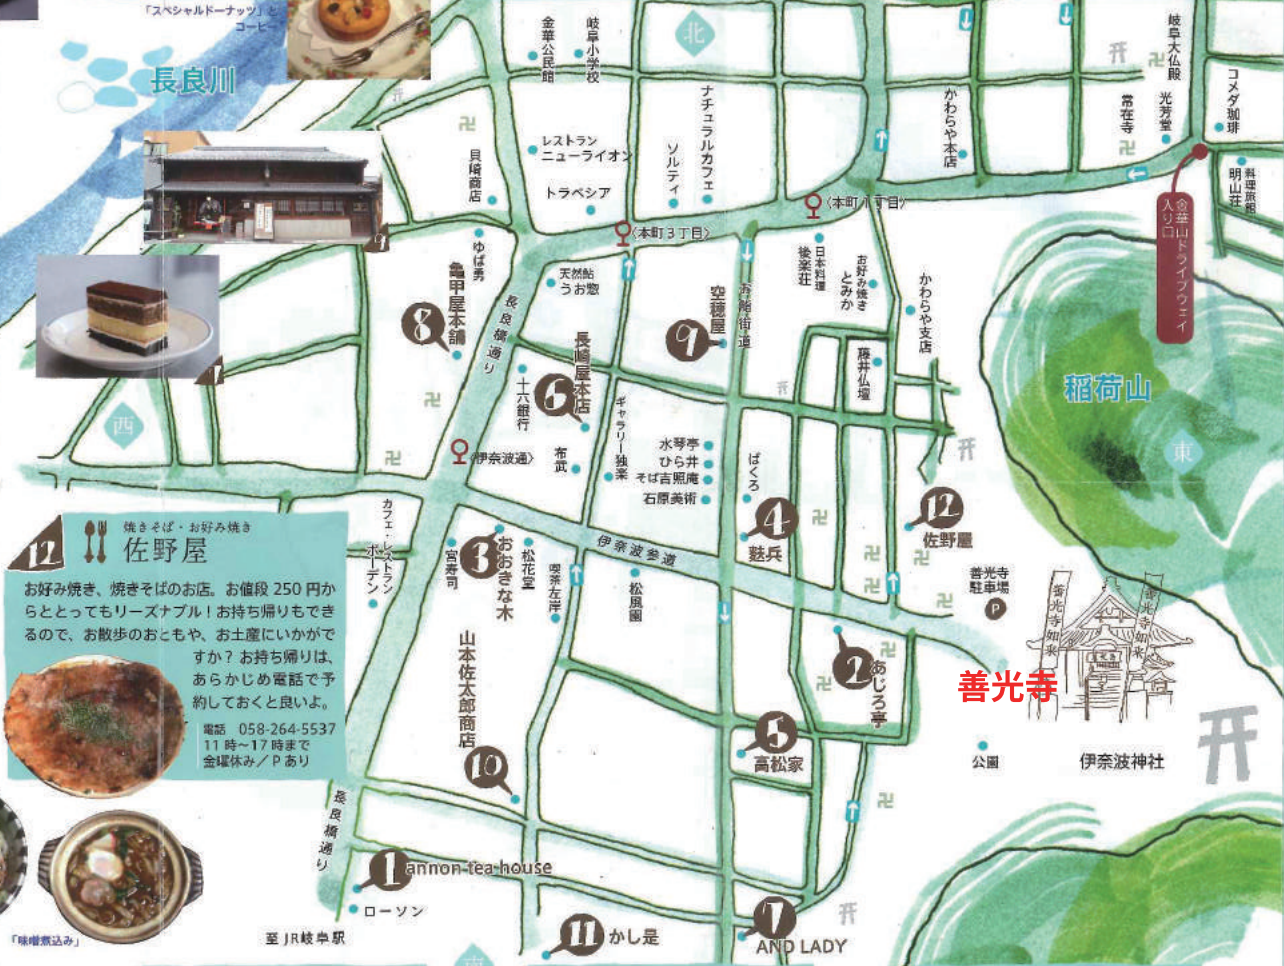 「スペシャルドーナッツ」と
コーヒー
長良川
北
金華公民館
岐阜小学校
ナチュラルカフェ
ソルティ
レストラン
ニューライオン
トラベシア
貝崎商店
かわらや本店
岐阜大仏殿
光芳堂
常在寺
コメダ珈琲
料理旅館
明山荘
金華山ドライブウェイ
入り口
〈本町1丁目〉
〈本町3丁目〉
ゆば勇
8
亀甲屋本舗
天然鮎
うお惣
長良橋通り
長崎屋本店
6
十六銀行
布武
ギャラリー独楽
空穂屋
9
お鮨街道
日本料理
後楽荘
お好み焼き
とみか
かわらや支店
藤井仏壇
稲荷山
東
西
〈伊奈波通〉
水琴亭
ひら井
そば吉照庵
石原美術
ばくろ
4
麩兵
12
佐野屋
カフェ・レストラン
ボーデン
宮寿司
3
おおきな木
松花堂
喫茶左岸
伊奈波参道
松風園
善光寺
駐車場
P
善光寺如来
善光寺如来
善光寺
伊奈波神社
公園
2
あじろ亭
5
高松家
山本佐太郎商店
10
12
焼きそば・お好み焼き
佐野屋
お好み焼き、焼きそばのお店。お値段 250 円か
らととってもリーズナブル！お持ち帰りもでき
るので、お散歩のおともや、お土産にいかがで
すか？お持ち帰りは、
あらかじめ電話で予
約しておくと良いよ。
電話 058-264-5537
11 時〜17 時まで
金曜休み／P あり
長良橋通り
1
annon tea house
ローソン
至 JR岐阜駅
11
かし是
7
AND LADY
「味噌煮込み」
南